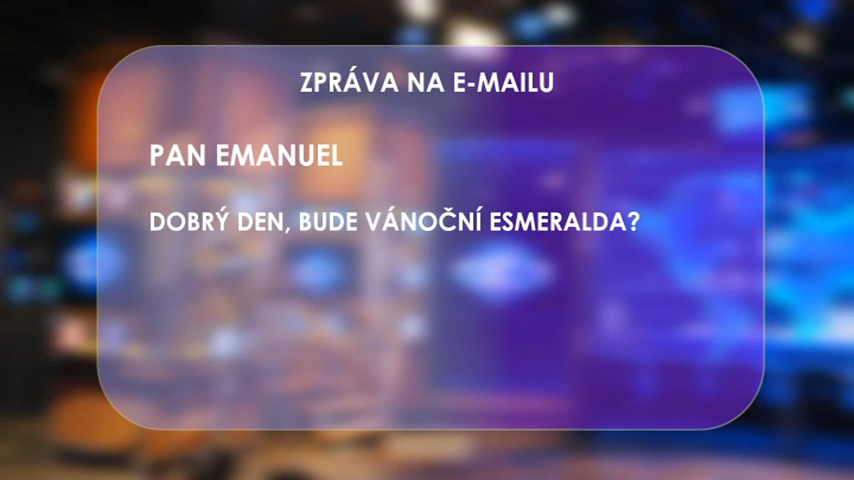 ZPRÁVA NA E-MAILU
PAN EMANUEL
DOBRÝ DEN, BUDE VÁNOČNÍ ESMERALDA?